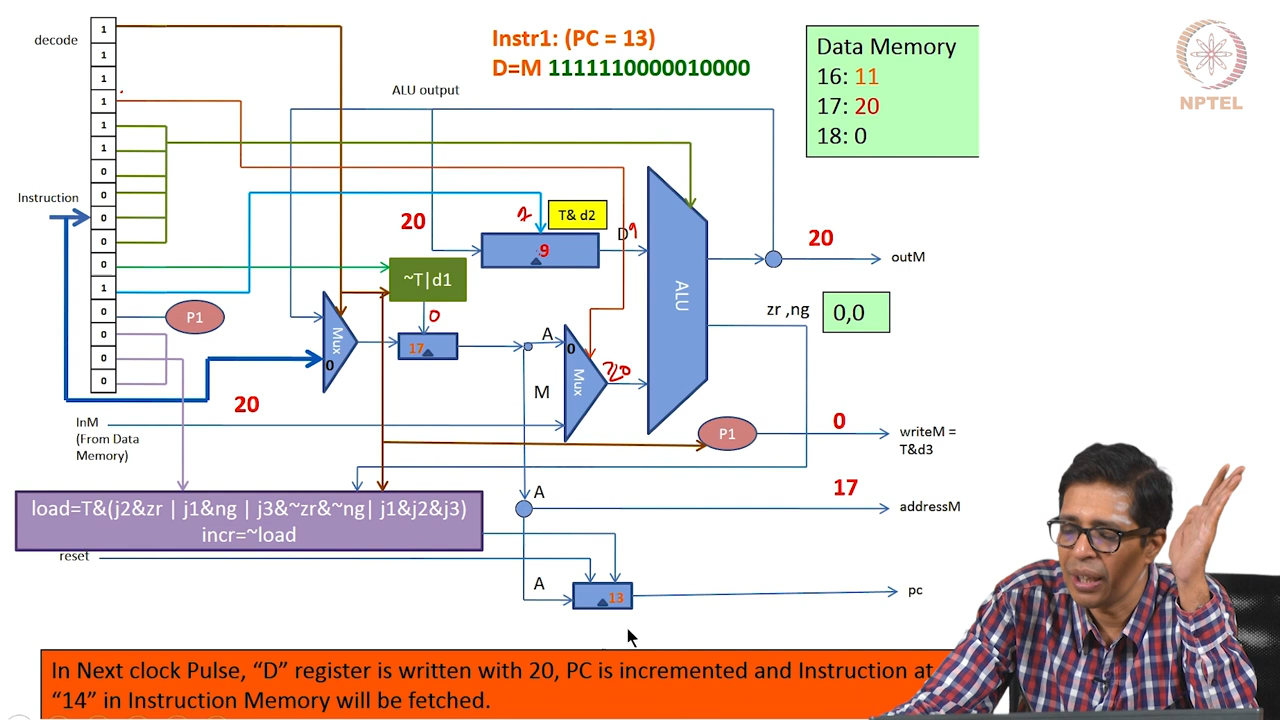 decode
1
1
1
1
1
1
0
0
0
0
0
1
0
0
0
0
Instruction
Instr1: (PC = 13)
D=M 1111110000010000
Data Memory
16: 11
17: 20
18: 0
NPTEL
ALU output
20
T& d2
9
D 9
ALU
20
outM
zr ,ng
0,0
~T|d1
0
P1
Mux
0
17
A
0
Mux
20
M
20
InM
(From Data
Memory)
P1
0
writeM =
T&d3
A
17
addressM
load=T&(j2&zr | j1&ng | j3&~zr&~ng| j1&j2&j3)
incr=~load
reset
A
13
pc
In Next clock Pulse, “D” register is written with 20, PC is incremented and Instruction at
“14” in Instruction Memory will be fetched.